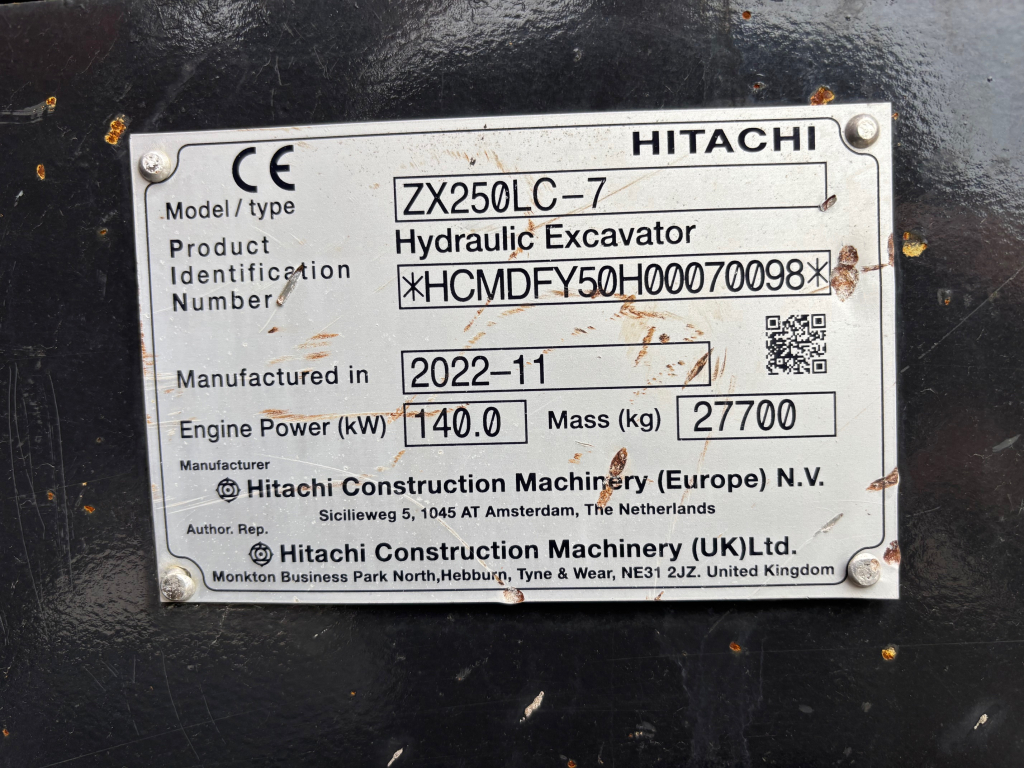 CE
HITACHI
Model / type ZX250LC-7
Hydraulic Excavator
Product
Identification
Number *HCMDFY50H00070098*
Manufactured in 2022-11
Engine Power (kW) 140.0 Mass (kg) 27700
Manufacturer
Hitachi Construction Machinery (Europe) N.V.
Sicilieweg 5, 1045 AT Amsterdam, The Netherlands
Author. Rep.
Hitachi Construction Machinery (UK)Ltd.
Monkton Business Park North,Hebburn, Tyne & Wear, NE31 2JZ. United Kingdom